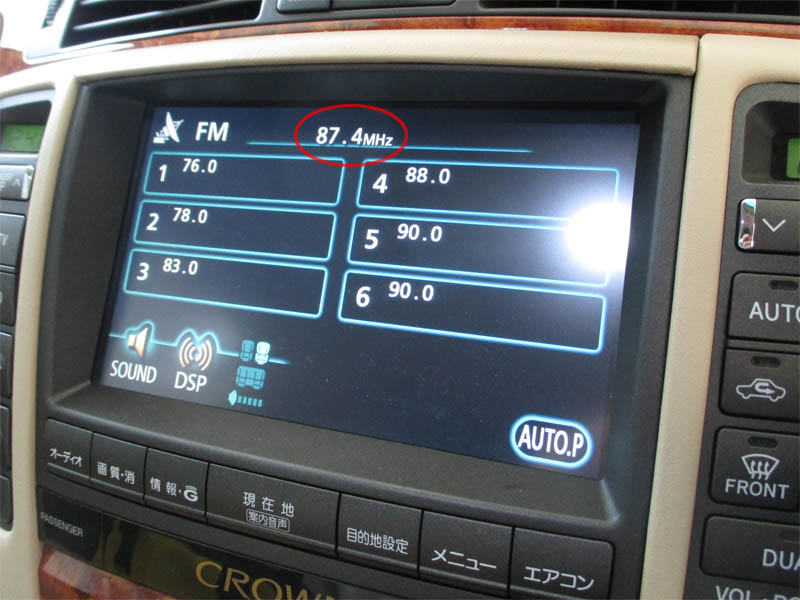 FM
87.4MHz
1 76.0
2 78.0
3 83.0
4 88.0
5 90.0
6 90.0
SOUND
DSP
AUTO.P
オーディオ
画質・消
情報・G
現在地
案内音声
目的地設定
メニュー
エアコン
PASSENGER
CROWN
TV
AUTO
FRONT
DUA
VOL・